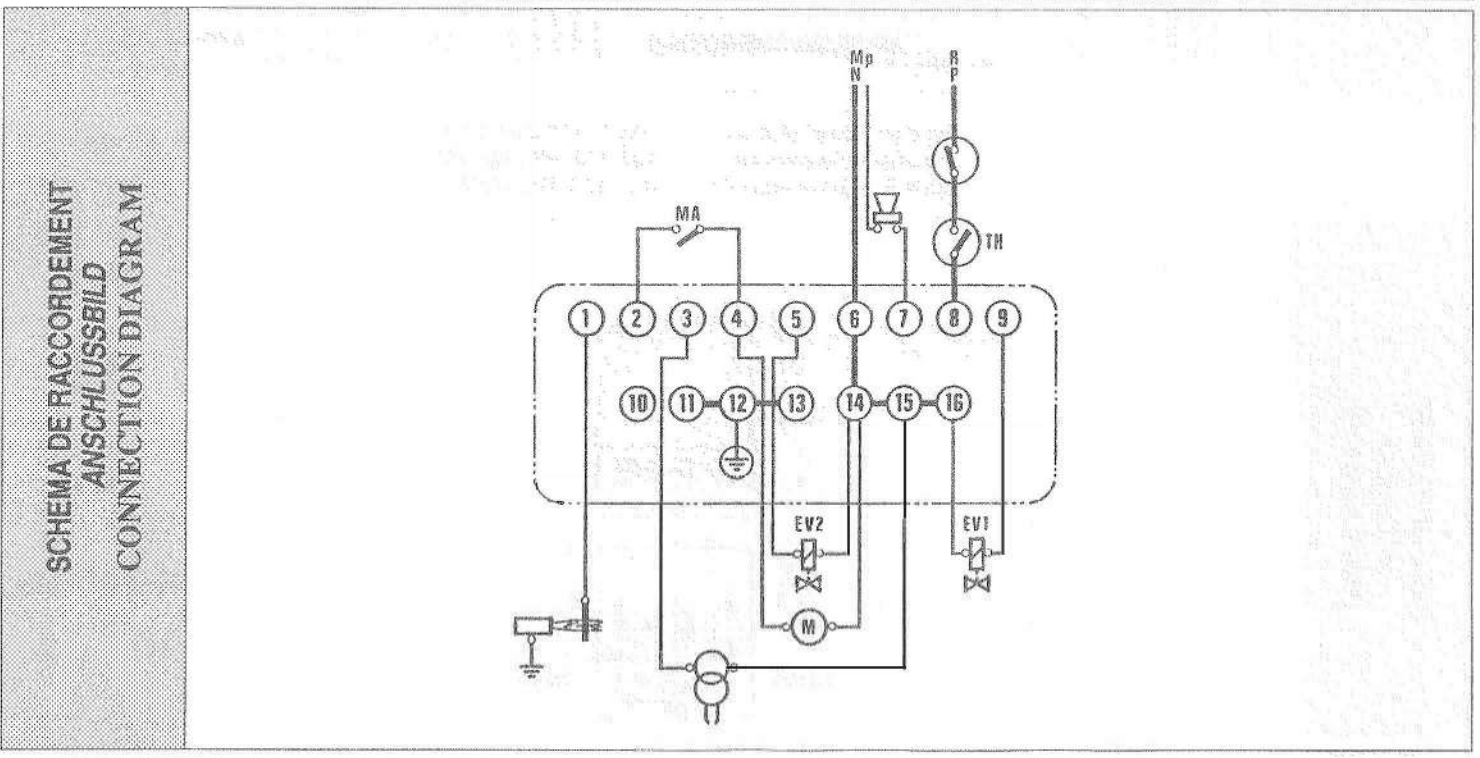 SCHEMA DE RACCORDEMENT
ANSCHLUSSBILD
CONNECTION DIAGRAM
Mp R
N P
MA
TH
1 2 3 4 5 6 7 8 9
10 11 12 13 14 15 16
EV2 EV1
M